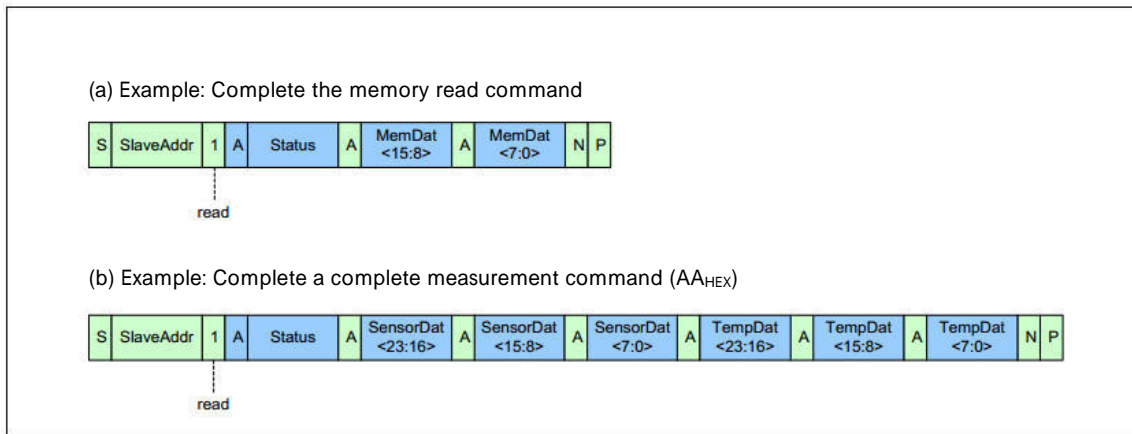 (a) Example: Complete the memory read command
S SlaveAddr 1 A Status A MemDat <15:8> A MemDat <7:0> N P
read
(b) Example: Complete a complete measurement command (AAHEX)
S SlaveAddr 1 A Status A SensorDat <23:16> A SensorDat <15:8> A SensorDat <7:0> A TempDat <23:16> A TempDat <15:8> A TempDat <7:0> N P
read